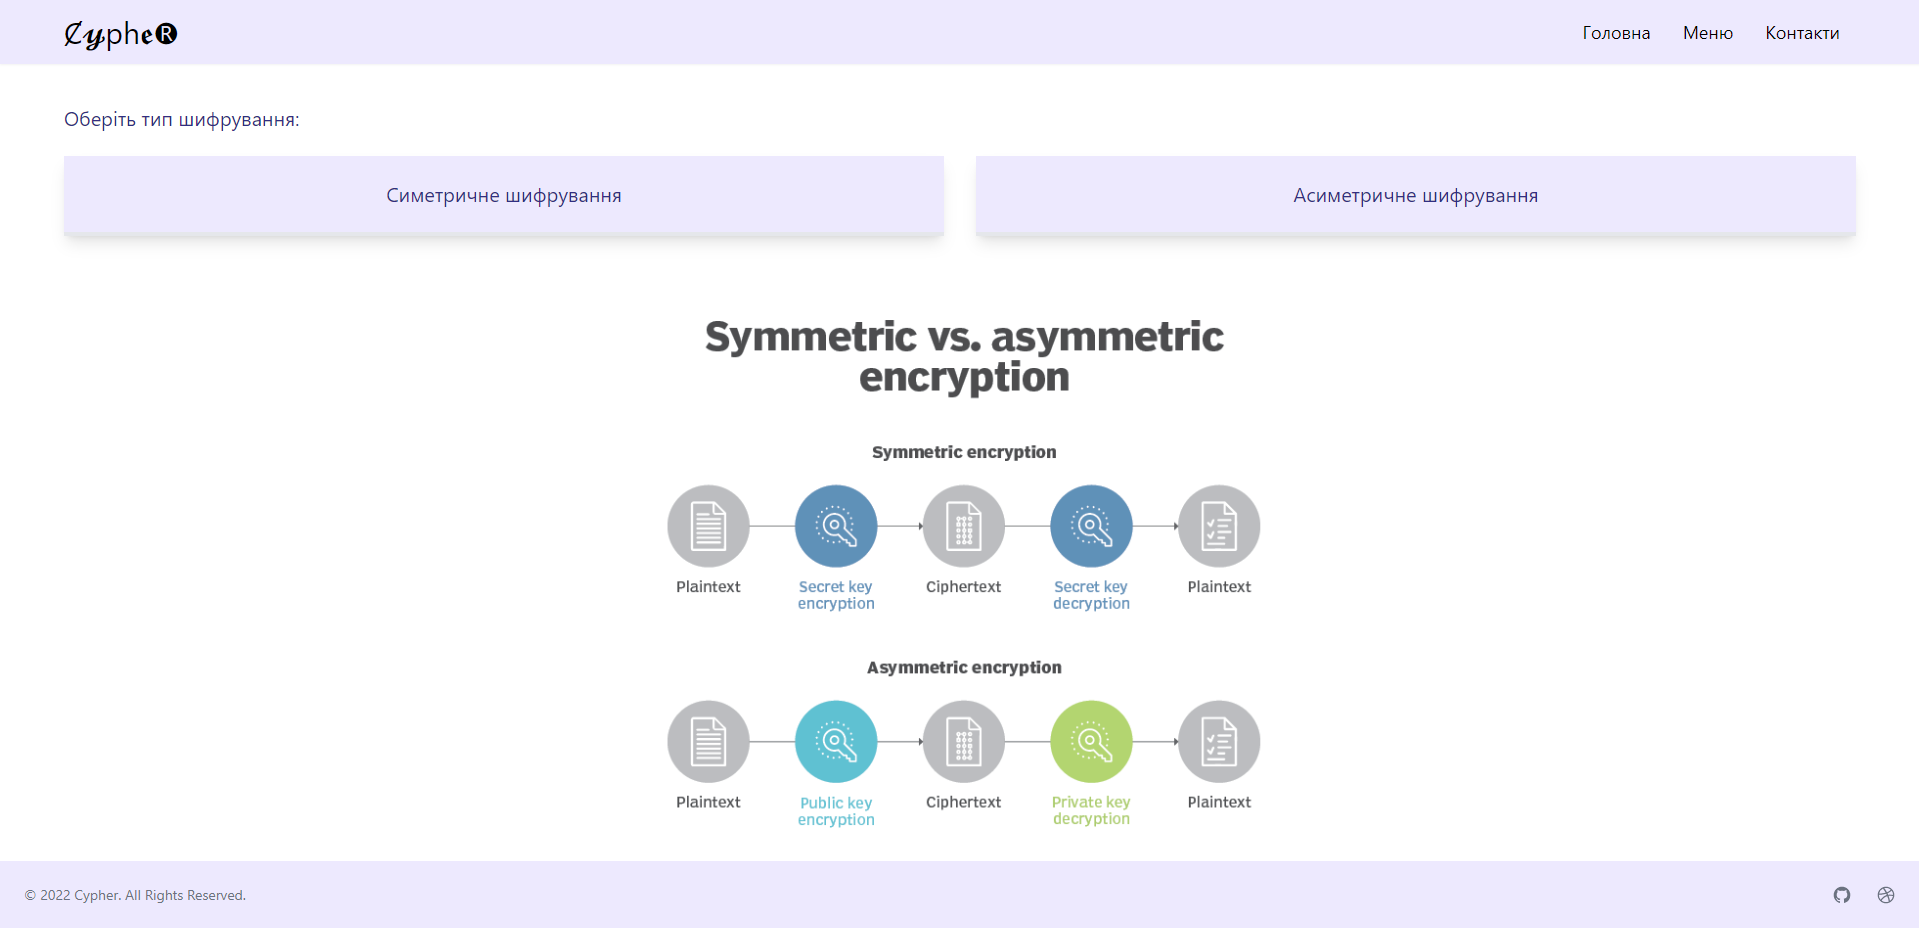 ȻypheR
Головна Меню Контакти
Оберіть тип шифрування:
Симетричне шифрування
Асиметричне шифрування
Symmetric vs. asymmetric
encryption
Symmetric encryption
Plaintext
Secret key
encryption
Ciphertext
Secret key
decryption
Plaintext
Asymmetric encryption
Plaintext
Public key
encryption
Ciphertext
Private key
decryption
Plaintext
© 2022 Cypher. All Rights Reserved.